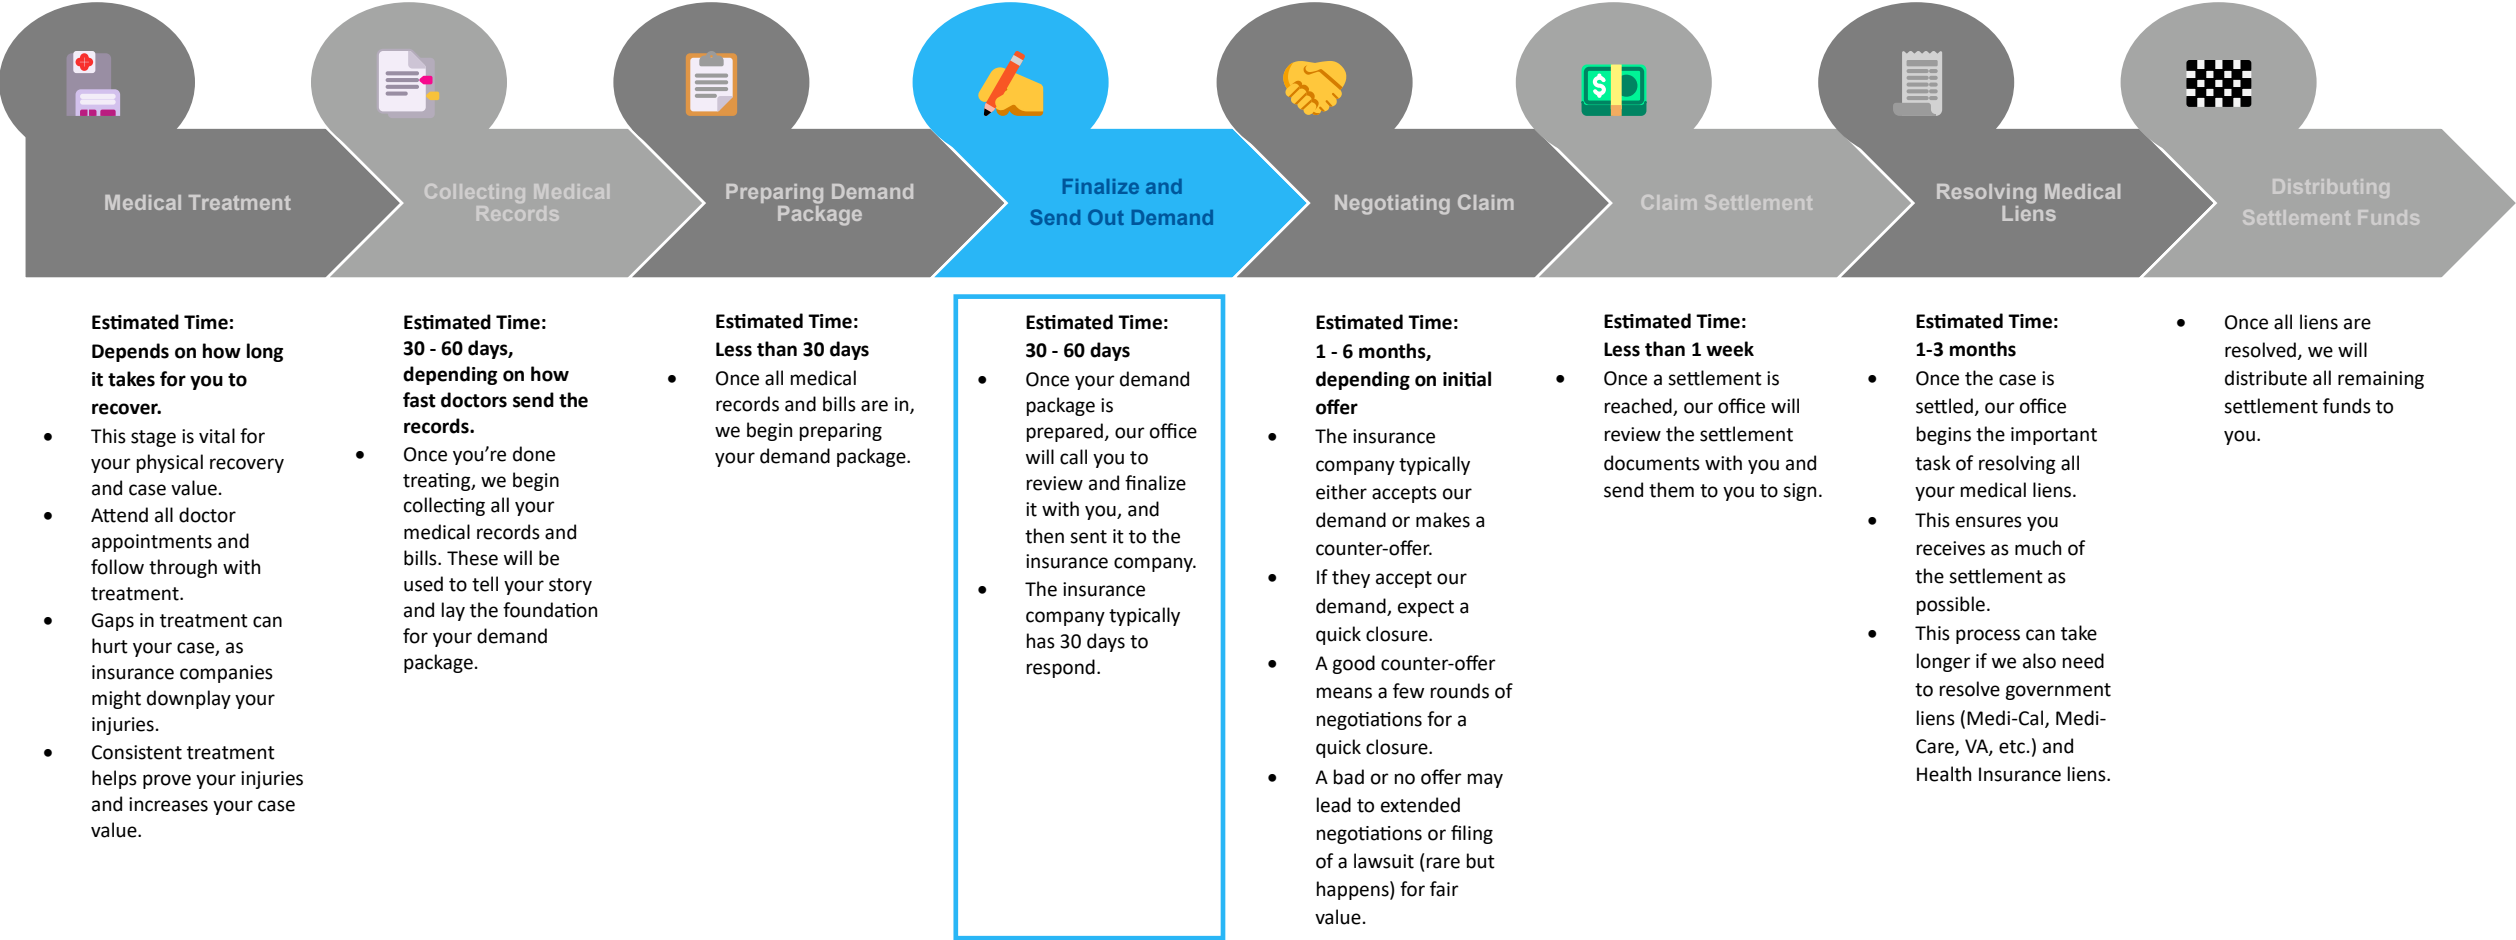 Medical Treatment
Collecting Medical
Records
Preparing Demand
Package
Finalize and
Send Out Demand
Negotiating Claim
Claim Settlement
Resolving Medical
Liens
Distributing
Settlement Funds
Estimated Time:
Depends on how long
it takes for you to
recover.
• This stage is vital for
your physical recovery
and case value.
• Attend all doctor
appointments and
follow through with
treatment.
• Gaps in treatment can
hurt your case, as
insurance companies
might downplay your
injuries.
• Consistent treatment
helps prove your injuries
and increases your case
value.
Estimated Time:
30 - 60 days,
depending on how
fast doctors send the
records.
• Once you’re done
treating, we begin
collecting all your
medical records and
bills. These will be
used to tell your story
and lay the foundation
for your demand
package.
Estimated Time:
Less than 30 days
• Once all medical
records and bills are in,
we begin preparing
your demand package.
Estimated Time:
30 - 60 days
• Once your demand
package is
prepared, our office
will call you to
review and finalize
it with you, and
then sent it to the
insurance company.
• The insurance
company typically
has 30 days to
respond.
Estimated Time:
1 - 6 months,
depending on initial
offer
• The insurance
company typically
either accepts our
demand or makes a
counter-offer.
• If they accept our
demand, expect a
quick closure.
• A good counter-offer
means a few rounds of
negotiations for a
quick closure.
• A bad or no offer may
lead to extended
negotiations or filing
of a lawsuit (rare but
happens) for fair
value.
Estimated Time:
Less than 1 week
• Once a settlement is
reached, our office will
review the settlement
documents with you and
send them to you to sign.
Estimated Time:
1-3 months
• Once the case is
settled, our office
begins the important
task of resolving all
your medical liens.
• This ensures you
receives as much of
the settlement as
possible.
• This process can take
longer if we also need
to resolve government
liens (Medi-Cal, Medi-
Care, VA, etc.) and
Health Insurance liens.
• Once all liens are
resolved, we will
distribute all remaining
settlement funds to
you.